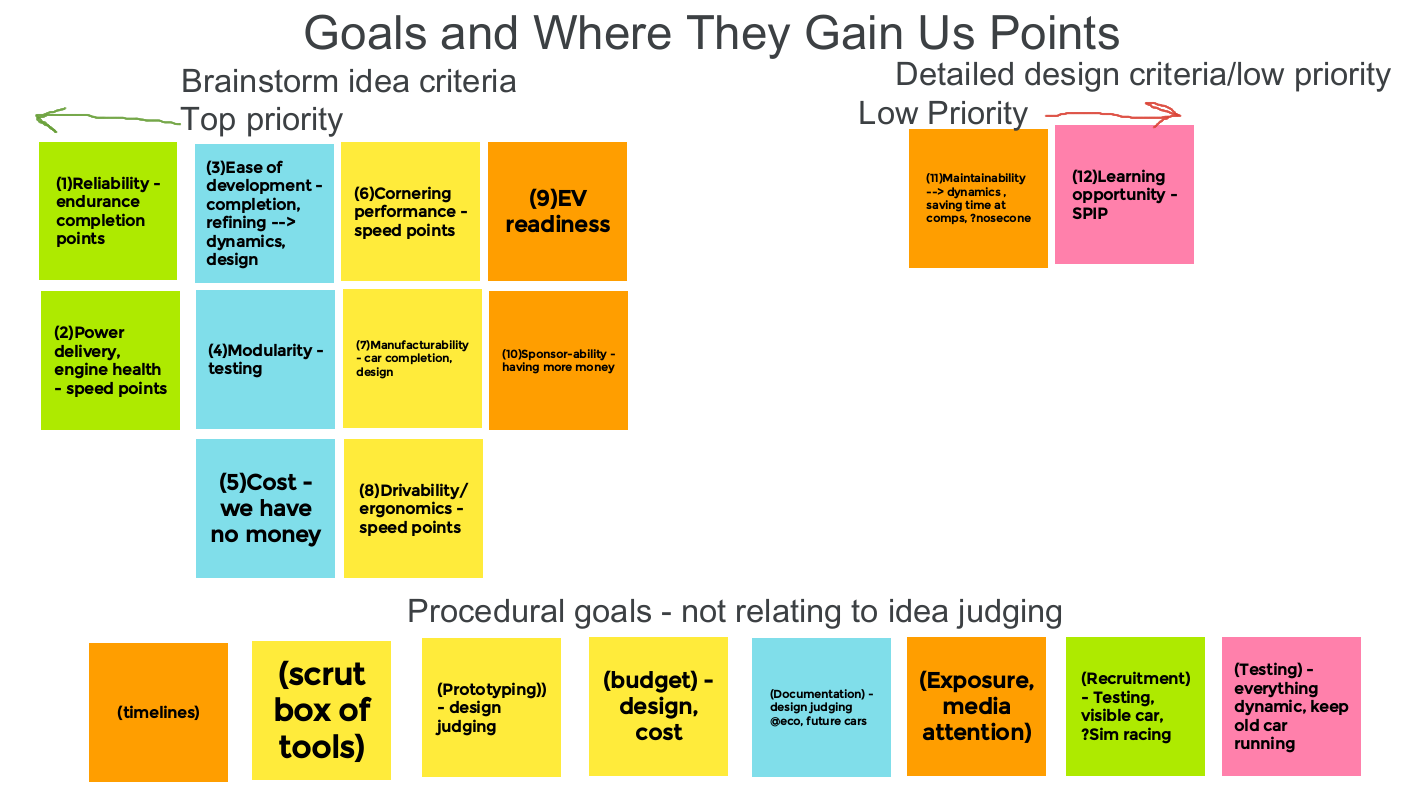 Goals and Where They Gain Us Points
Brainstorm idea criteria
Top priority
Detailed design criteria/low priority
Low Priority
(1)Reliability -
endurance
completion
points
(3)Ease of
development -
completion,
refining -->
dynamics,
design
(6)Cornering
performance -
speed points
(9)EV
readiness
(11)Maintainability
--> dynamics ,
saving time at
comps, ?nosecone
(12)Learning
opportunity -
SPIP
(2)Power
delivery,
engine health
- speed points
(4)Modularity -
testing
(7)Manufacturability
- car completion,
design
(10)Sponsor-ability -
having more money
(5)Cost -
we have
no money
(8)Drivability/
ergonomics -
speed points
Procedural goals - not relating to idea judging
(timelines)
(scrut
box of
tools)
(Prototyping))
- design
judging
(budget) -
design,
cost
(Documentation) -
design judging
@eco, future cars
(Exposure,
media
attention)
(Recruitment)
- Testing,
visible car,
?Sim racing
(Testing) -
everything
dynamic, keep
old car
running